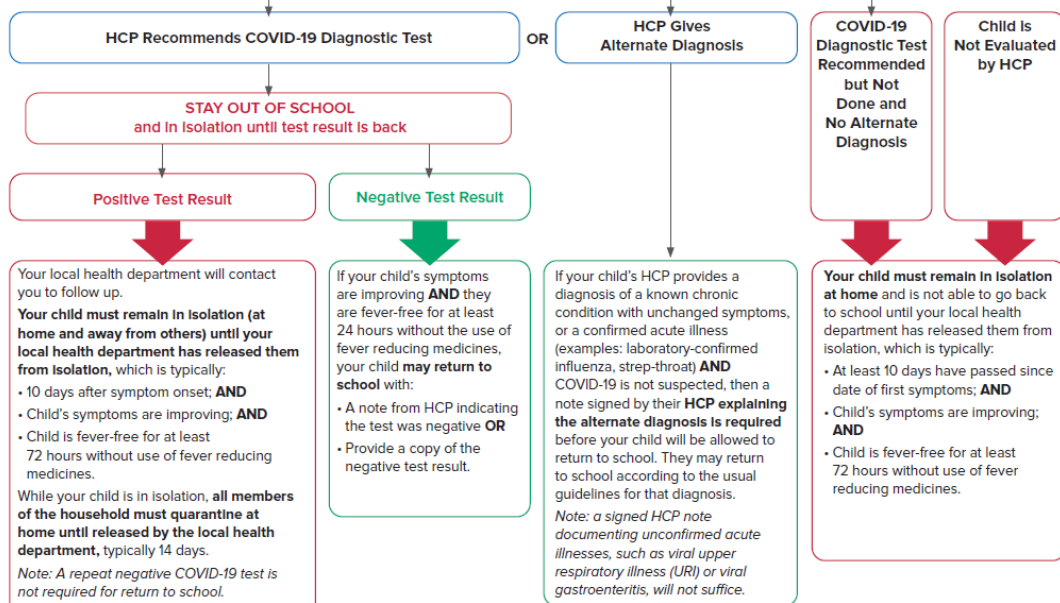 HCP Recommends COVID-19 Diagnostic Test
OR
HCP Gives
Alternate Diagnosis
COVID-19
Diagnostic Test
Recommended
but Not
Done and
No Alternate
Diagnosis
Child is
Not Evaluated
by HCP
STAY OUT OF SCHOOL
and in isolation until test result is back
Positive Test Result
Negative Test Result
Your local health department will contact
you to follow up.
Your child must remain in isolation (at
home and away from others) until your
local health department has released them
from isolation, which is typically:
• 10 days after symptom onset; AND
• Child's symptoms are improving; AND
• Child is fever-free for at least
72 hours without use of fever reducing
medicines.
While your child is in isolation, all members
of the household must quarantine at
home until released by the local health
department, typically 14 days.
Note: A repeat negative COVID-19 test is
not required for return to school.
If your child's symptoms
are improving AND they
are fever-free for at least
24 hours without the use of
fever reducing medicines,
your child may return to
school with:
• A note from HCP indicating
the test was negative OR
• Provide a copy of the
negative test result.
If your child's HCP provides a
diagnosis of a known chronic
condition with unchanged symptoms,
or a confirmed acute illness
(examples: laboratory-confirmed
influenza, strep-throat) AND
COVID-19 is not suspected, then a
note signed by their HCP explaining
the alternate diagnosis is required
before your child will be allowed to
return to school. They may return
to school according to the usual
guidelines for that diagnosis.
Note: a signed HCP note
documenting unconfirmed acute
illnesses, such as viral upper
respiratory illness (URI) or viral
gastroenteritis, will not suffice.
Your child must remain in isolation
at home and is not able to go back
to school until your local health
department has released them from
isolation, which is typically:
• At least 10 days have passed since
date of first symptoms; AND
• Child's symptoms are improving;
AND
• Child is fever-free for at least
72 hours without use of fever
reducing medicines.